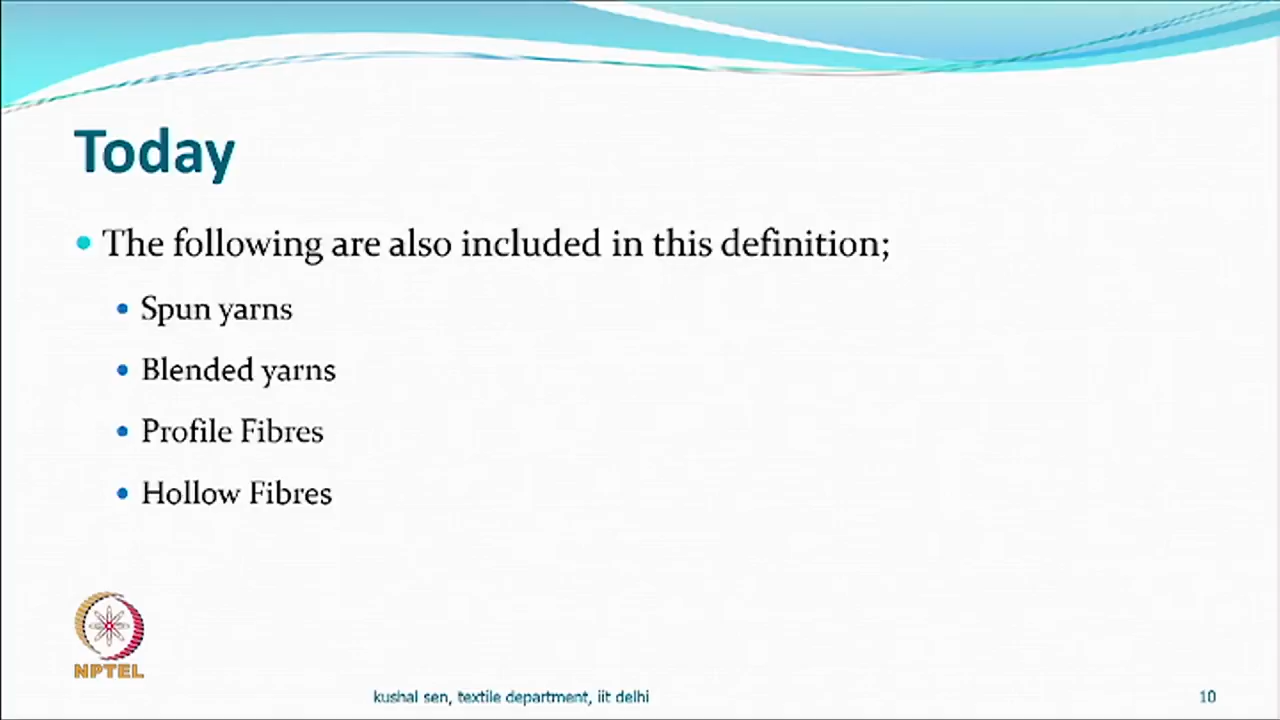 Today
The following are also included in this definition;
Spun yarns
Blended yarns
Profile Fibres
Hollow Fibres
NPTEL
kushal sen, textile department, iit delhi
10